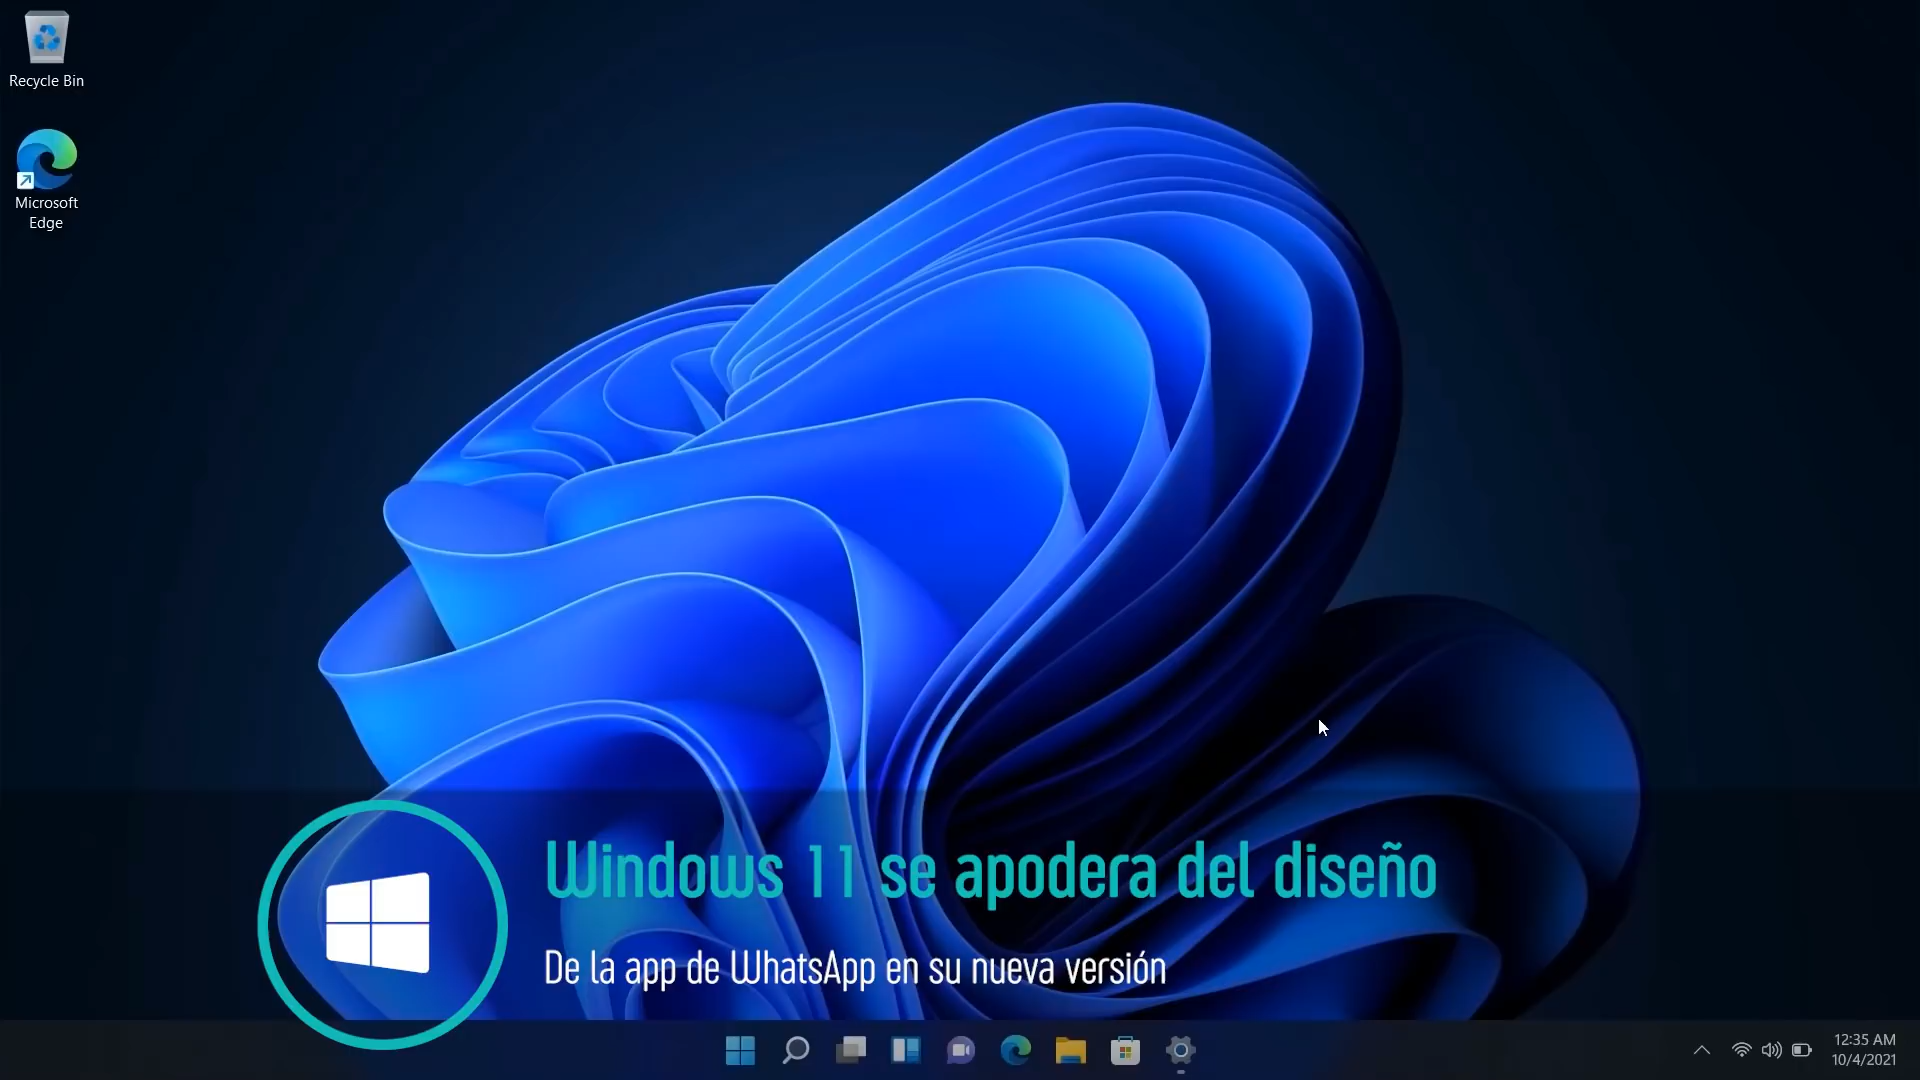 Recycle Bin
Microsoft
Edge
Windows 11 se apodera del diseño
De la app de WhatsApp en su nueva versión
12:35 AM
10/4/2021